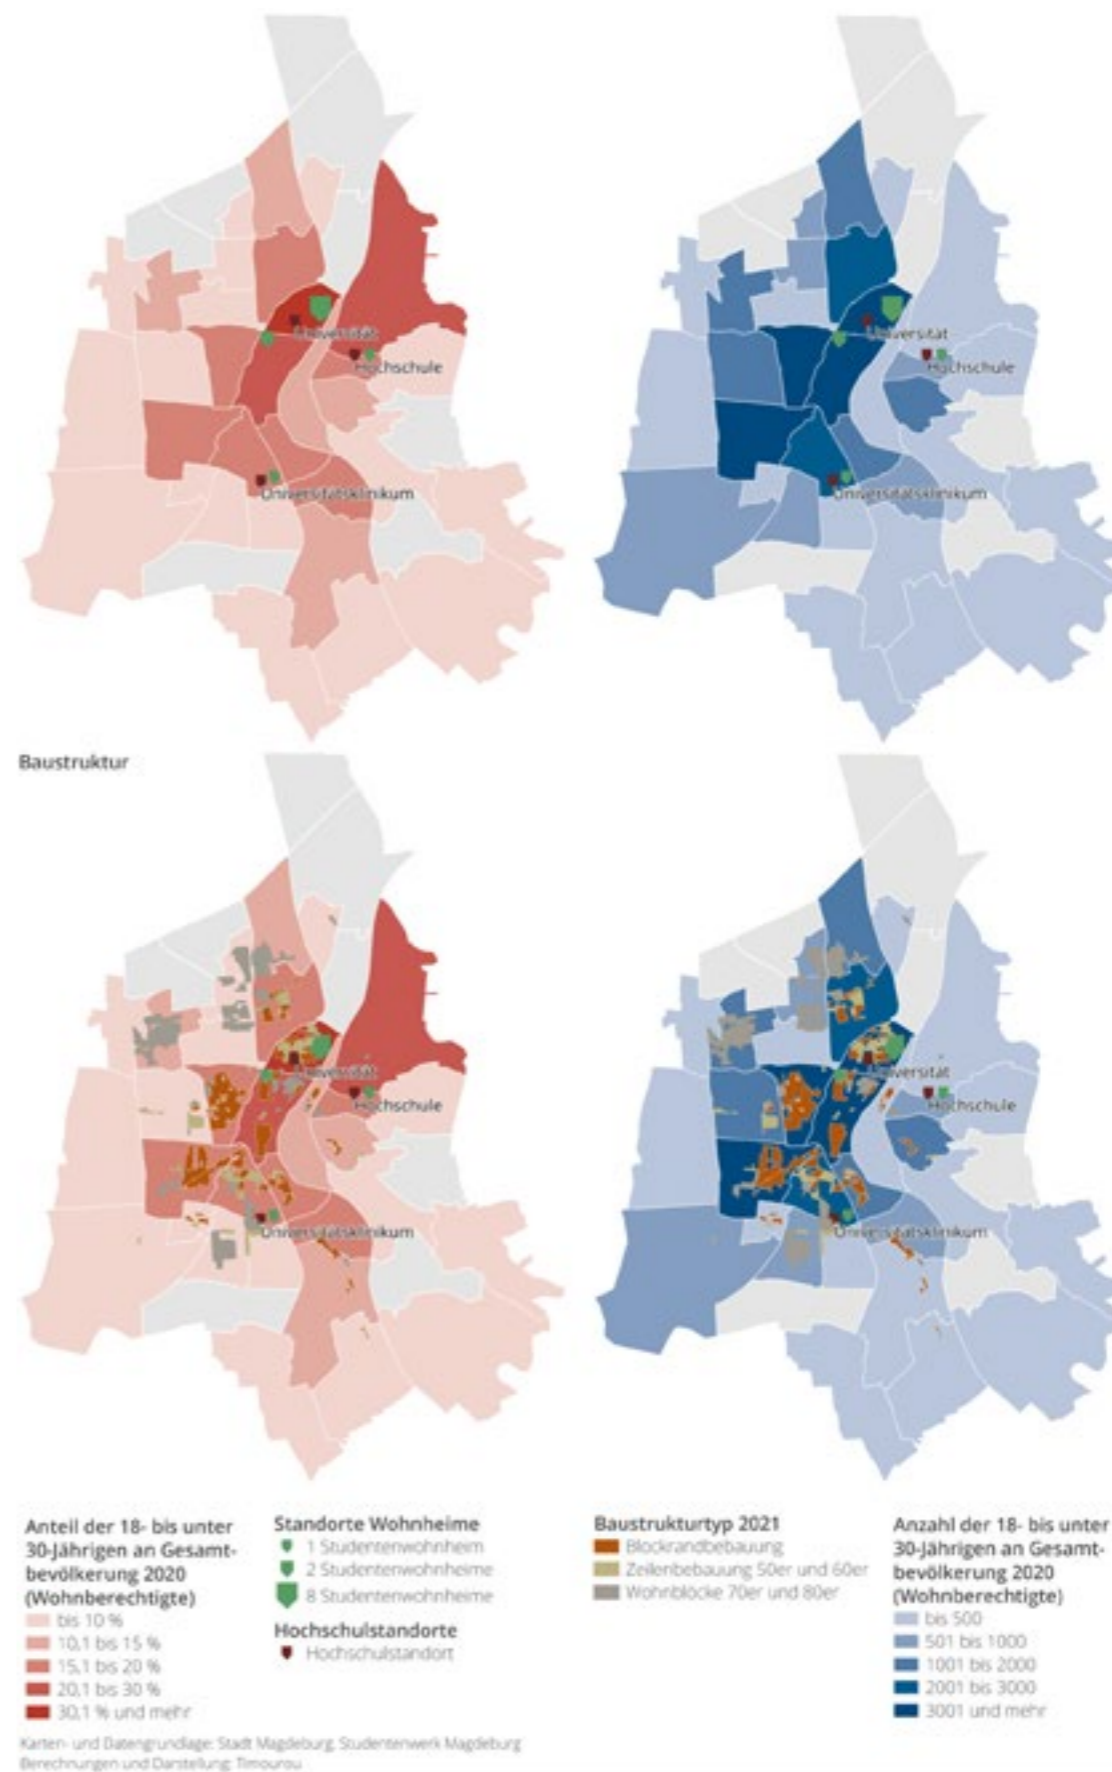 Universität
Hochschule
Universitätsklinikum
Universität
Hochschule
Universitätsklinikum
Baustruktur
Universität
Hochschule
Universitätsklinikum
Universität
Hochschule
Universitätsklinikum
Anteil der 18- bis unter
30-Jährigen an Gesamt-
bevölkerung 2020
(Wohnberechtigte)
bis 10 %
10,1 bis 15 %
15,1 bis 20 %
20,1 bis 30 %
30,1 % und mehr
Standorte Wohnheime
1 Studentenwohnheim
2 Studentenwohnheime
8 Studentenwohnheime
Hochschulstandorte
Hochschulstandort
Baustrukturtyp 2021
Blockrandbebauung
Zeilenbebauung 50er und 60er
Wohnblöcke 70er und 80er
Anzahl der 18- bis unter
30-Jährigen an Gesamt-
bevölkerung 2020
(Wohnberechtigte)
bis 500
501 bis 1000
1001 bis 2000
2001 bis 3000
3001 und mehr
Karten- und Datengrundlage: Stadt Magdeburg, Studentenwerk Magdeburg
Berechnungen und Darstellung: Timourou